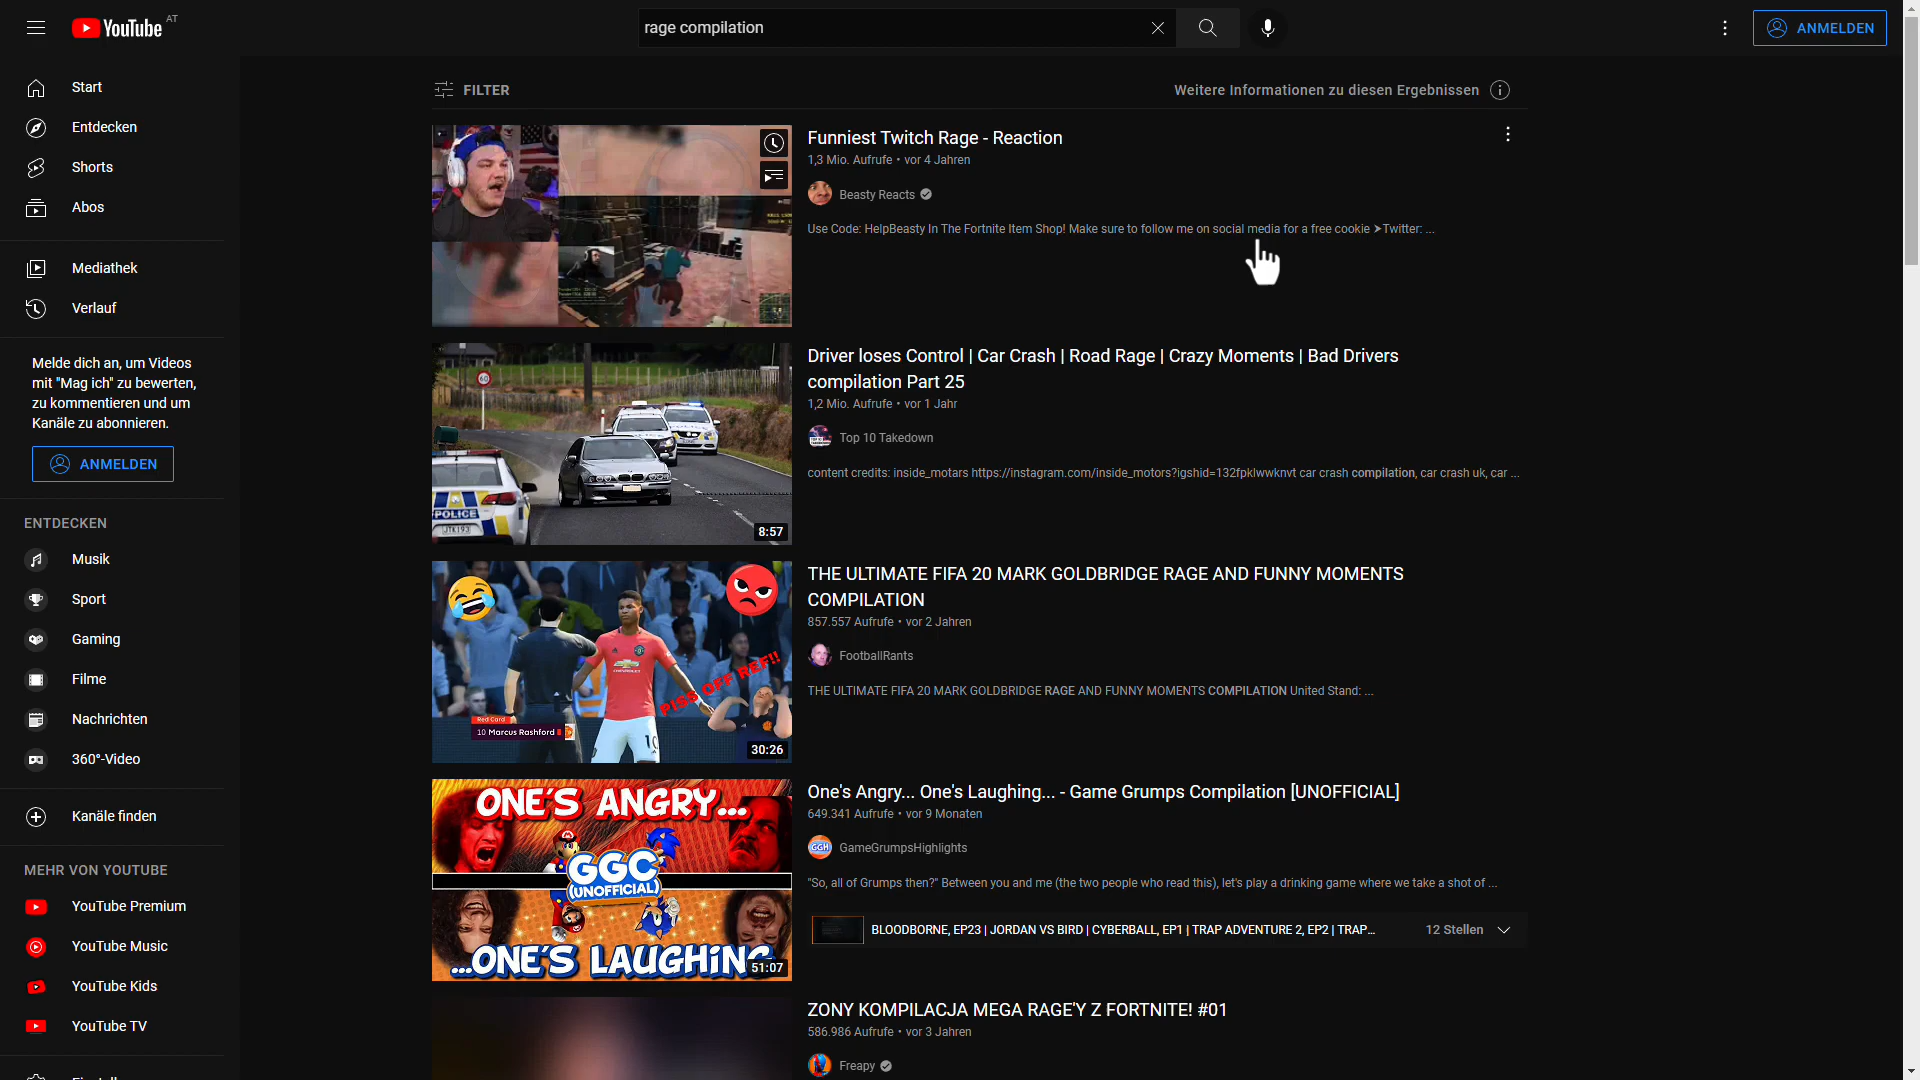 YouTube AT
rage compilation
ANMELDEN
Start
Entdecken
Shorts
Abos
Mediathek
Verlauf
Melde dich an, um Videos
mit "Mag ich" zu bewerten,
zu kommentieren und um
Kanäle zu abonnieren.
ANMELDEN
ENTDECKEN
Musik
Sport
Gaming
Filme
Nachrichten
360°-Video
Kanäle finden
MEHR VON YOUTUBE
YouTube Premium
YouTube Music
YouTube Kids
YouTube TV
FILTER
Weitere Informationen zu diesen Ergebnissen
Funniest Twitch Rage - Reaction
1,3 Mio. Aufrufe • vor 4 Jahren
Beasty Reacts
Use Code: HelpBeasty In The Fortnite Item Shop! Make sure to follow me on social media for a free cookie ➤Twitter: ...
60
POLICE
8:57
Driver loses Control | Car Crash | Road Rage | Crazy Moments | Bad Drivers
compilation Part 25
1,2 Mio. Aufrufe • vor 1 Jahr
Top 10 Takedown
content credits: inside_motars https://instagram.com/inside_motors?igshid=132fpklwwknvt car crash compilation, car crash uk, car ...
PISS OFF REF!!
Red Card
10 Marcus Rashford
10
30:26
THE ULTIMATE FIFA 20 MARK GOLDBRIDGE RAGE AND FUNNY MOMENTS
COMPILATION
857.557 Aufrufe • vor 2 Jahren
FootballRants
THE ULTIMATE FIFA 20 MARK GOLDBRIDGE RAGE AND FUNNY MOMENTS COMPILATION United Stand: ...
ONE'S ANGRY...
GGC
(UNOFFICIAL)
...ONE'S LAUGHING
51:07
One's Angry... One's Laughing... - Game Grumps Compilation [UNOFFICIAL]
649.341 Aufrufe • vor 9 Monaten
GGH
GameGrumpsHighlights
"So, all of Grumps then?" Between you and me (the two people who read this), let's play a drinking game where we take a shot of ...
BLOODBORNE, EP23 | JORDAN VS BIRD | CYBERBALL, EP1 | TRAP ADVENTURE 2, EP2 | TRAP...
12 Stellen
ZONY KOMPILACJA MEGA RAGE'Y Z FORTNITE! #01
586.986 Aufrufe • vor 3 Jahren
Freapy